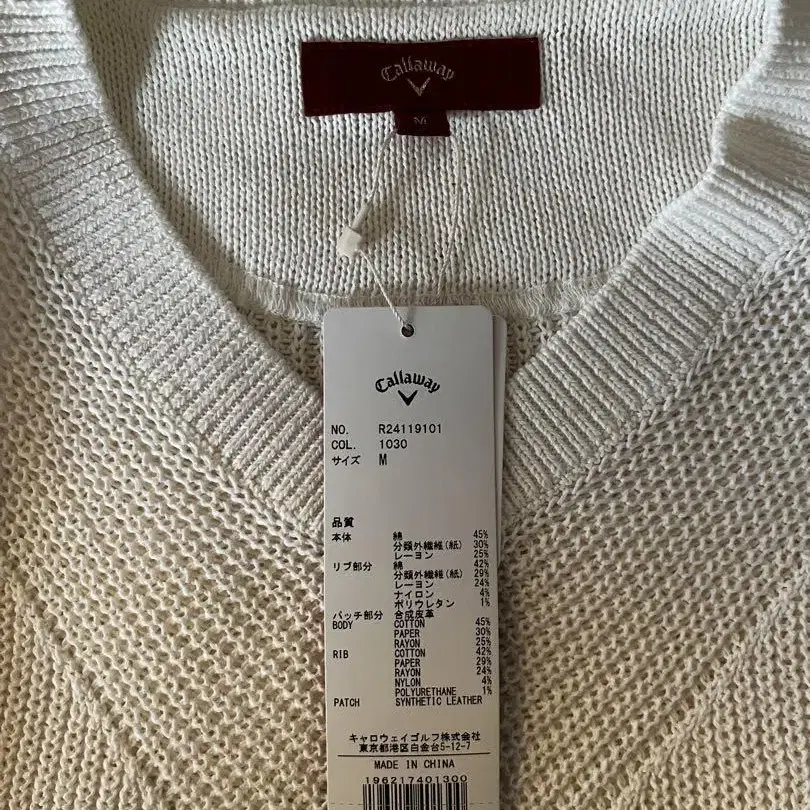 Callaway
M
Callaway
NO. R24119101
COL. 1030
サイズ M
品質
本体 綿 45%
分類外繊維(紙) 30%
レーヨン 25%
リブ部分 綿 42%
分類外繊維(紙) 29%
レーヨン 24%
ナイロン 4%
ポリウレタン 1%
パッチ部分 合成皮革
BODY COTTON 45%
PAPER 30%
RAYON 25%
RIB COTTON 42%
PAPER 29%
RAYON 24%
NYLON 4%
POLYURETHANE 1%
PATCH SYNTHETIC LEATHER
キャロウェイゴルフ株式会社
東京都港区白金台5-12-7
MADE IN CHINA
196217401300